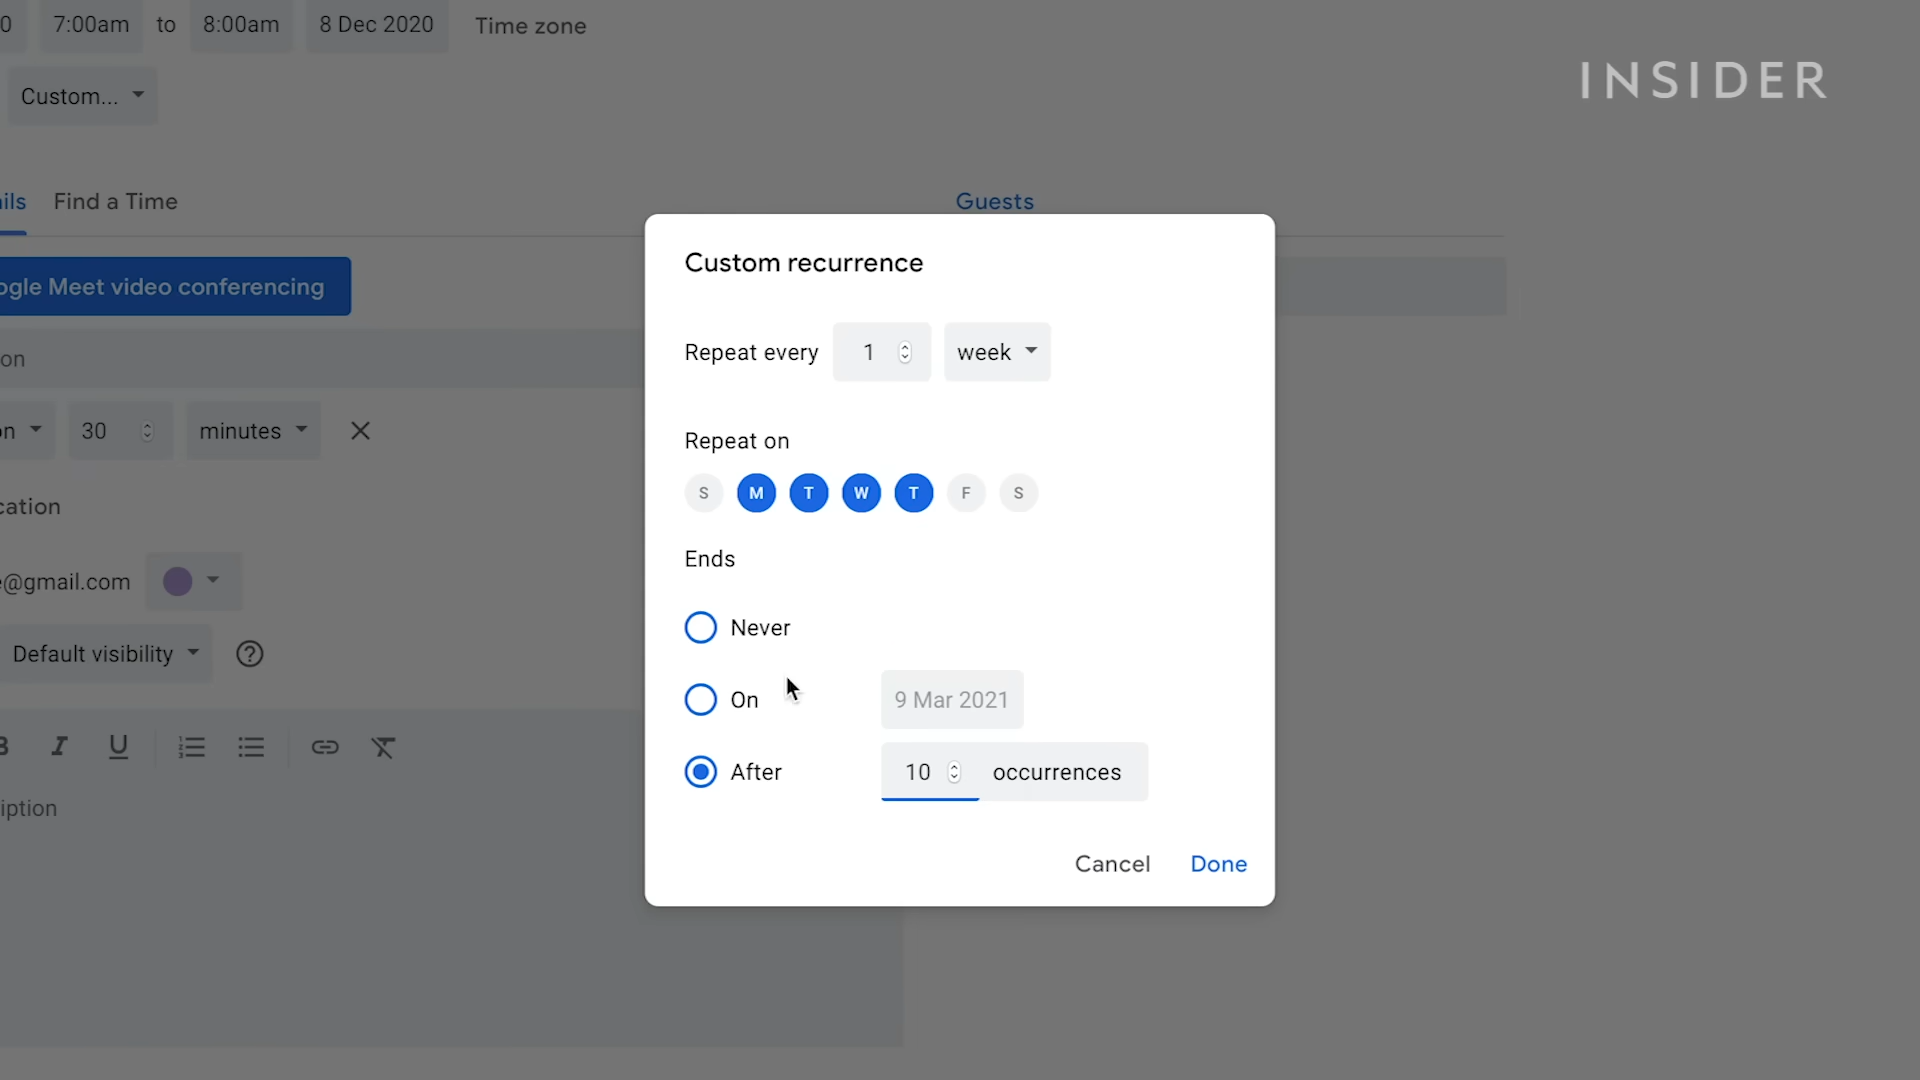 0 7:00am to 8:00am 8 Dec 2020 Time zone
INSIDER
Custom...
ils Find a Time Guests
ogle Meet video conferencing
Custom recurrence
on
Repeat every 1 week
n 30 minutes
Repeat on
S M T W T F S
cation
Ends
e@gmail.com
Never
Default visibility
On 9 Mar 2021
B I U
After 10 occurrences
iption
Cancel Done